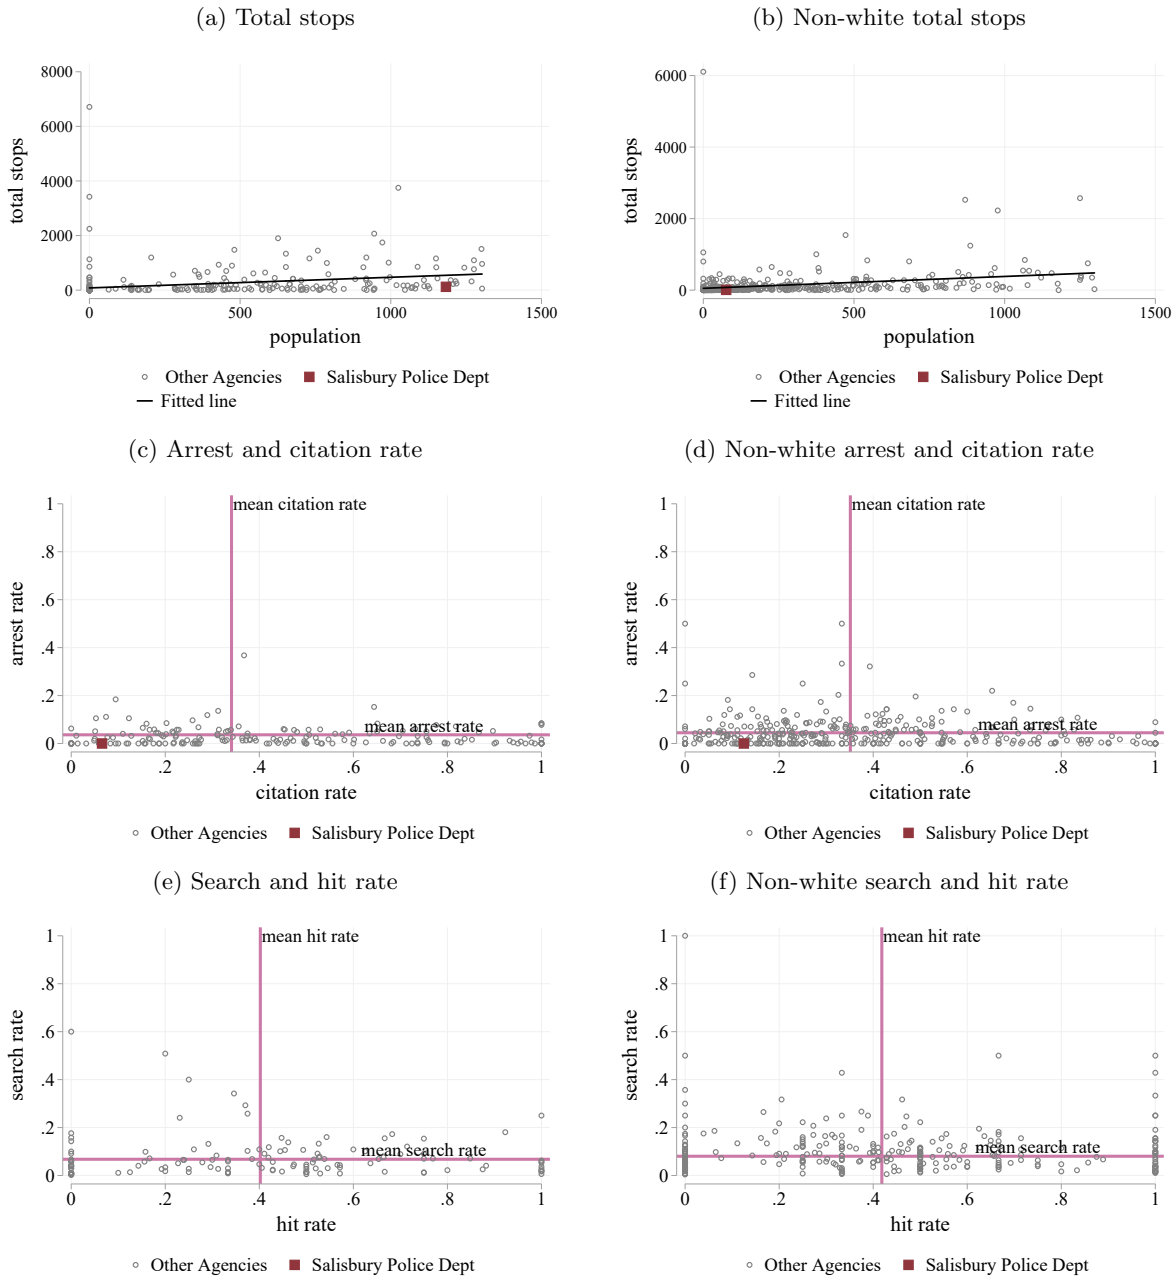 (a) Total stops
(b) Non-white total stops
8000
6000
4000
2000
0
total stops
0
500
1000
1500
population
○ Other Agencies ■ Salisbury Police Dept
— Fitted line
6000
4000
2000
0
total stops
0
500
1000
1500
population
○ Other Agencies ■ Salisbury Police Dept
— Fitted line
(c) Arrest and citation rate
(d) Non-white arrest and citation rate
1
.8
.6
.4
.2
0
arrest rate
mean citation rate
mean arrest rate
0
.2
.4
.6
.8
1
citation rate
○ Other Agencies ■ Salisbury Police Dept
1
.8
.6
.4
.2
0
arrest rate
mean citation rate
mean arrest rate
0
.2
.4
.6
.8
1
citation rate
○ Other Agencies ■ Salisbury Police Dept
(e) Search and hit rate
(f) Non-white search and hit rate
1
.8
.6
.4
.2
0
search rate
mean hit rate
mean search rate
0
.2
.4
.6
.8
1
hit rate
○ Other Agencies ■ Salisbury Police Dept
1
.8
.6
.4
.2
0
search rate
mean hit rate
mean search rate
0
.2
.4
.6
.8
1
hit rate
○ Other Agencies ■ Salisbury Police Dept